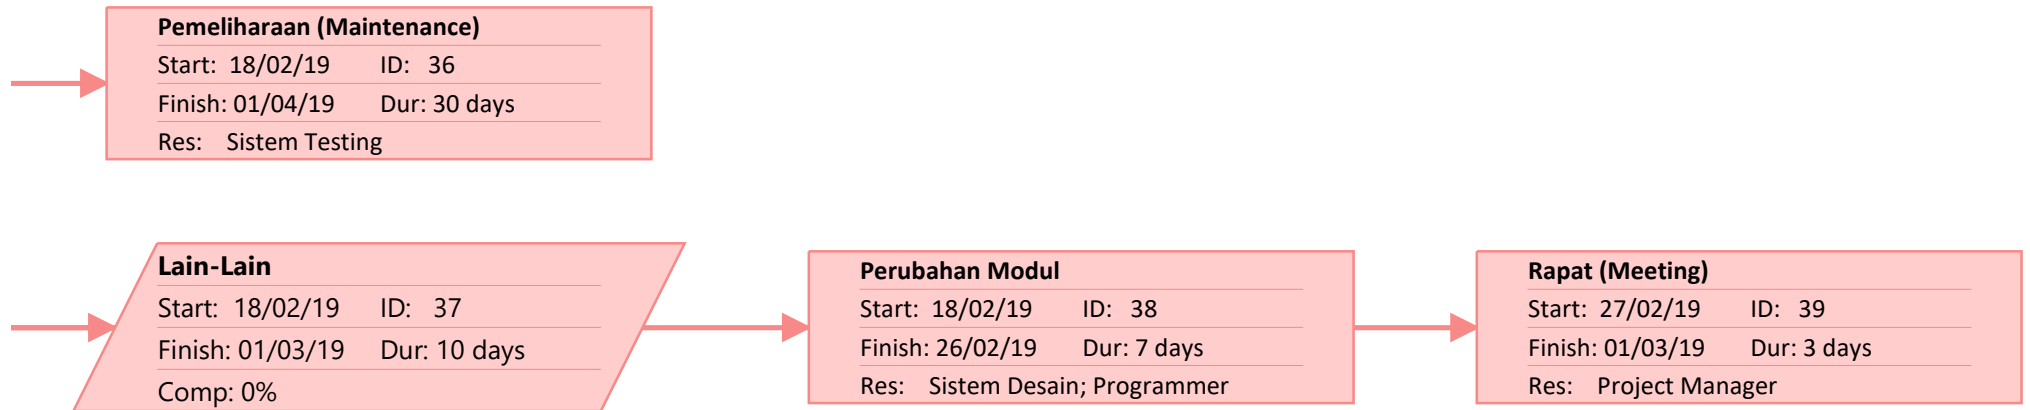 Pemeliharaan (Maintenance)
Start: 18/02/19 ID: 36
Finish: 01/04/19 Dur: 30 days
Res: Sistem Testing
Lain-Lain
Start: 18/02/19 ID: 37
Finish: 01/03/19 Dur: 10 days
Comp: 0%
Perubahan Modul
Start: 18/02/19 ID: 38
Finish: 26/02/19 Dur: 7 days
Res: Sistem Desain; Programmer
Rapat (Meeting)
Start: 27/02/19 ID: 39
Finish: 01/03/19 Dur: 3 days
Res: Project Manager